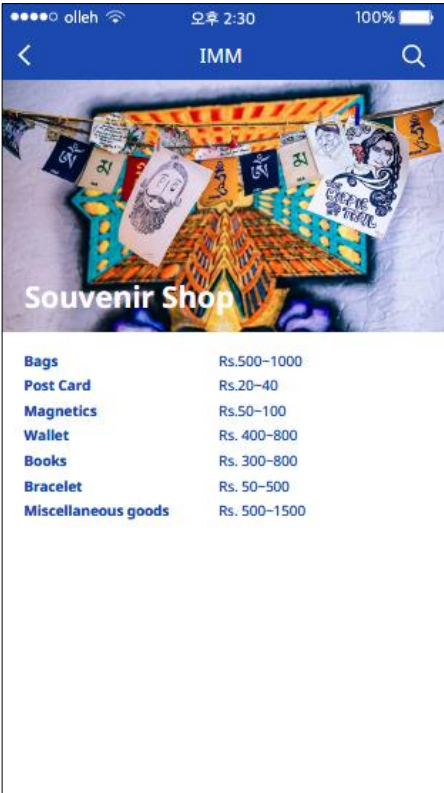 olleh 오후 2:30 100%
IMM
Souvenir Shop
Bags Rs.500~1000
Post Card Rs.20~40
Magnetics Rs.50~100
Wallet Rs. 400~800
Books Rs. 300~800
Bracelet Rs. 50~500
Miscellaneous goods Rs. 500~1500